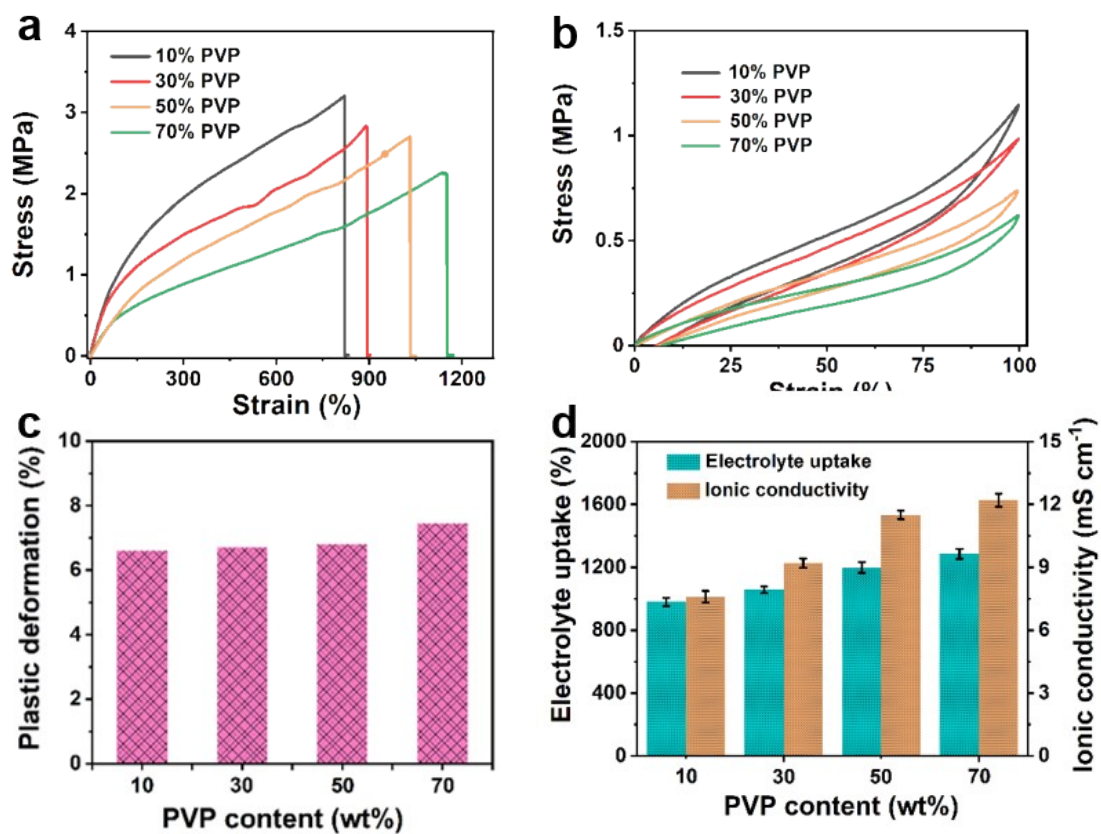 a
4
3
2
1
0
Stress (MPa)
10% PVP
30% PVP
50% PVP
70% PVP
0 300 600 900 1200
Strain (%)
b
1.5
1
0.5
0
Stress (MPa)
10% PVP
30% PVP
50% PVP
70% PVP
0 25 50 75 100
Strain (%)
c
10
8
6
4
2
0
Plastic deformation (%)
10 30 50 70
PVP content (wt%)
d
2000
1600
1200
800
400
0
Electrolyte uptake (%)
Electrolyte uptake
Ionic conductivity
15
12
9
6
3
0
Ionic conductivity (mS cm⁻¹)
10 30 50 70
PVP content (wt%)